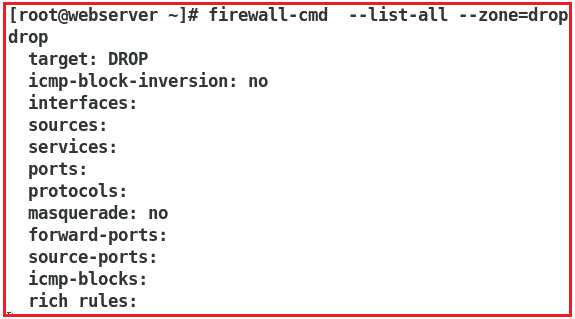 [root@webserver ~]# firewall-cmd  --list-all --zone=drop
drop
  target: DROP
  icmp-block-inversion: no
  interfaces:
  sources:
  services:
  ports:
  protocols:
  masquerade: no
  forward-ports:
  source-ports:
  icmp-blocks:
  rich rules: